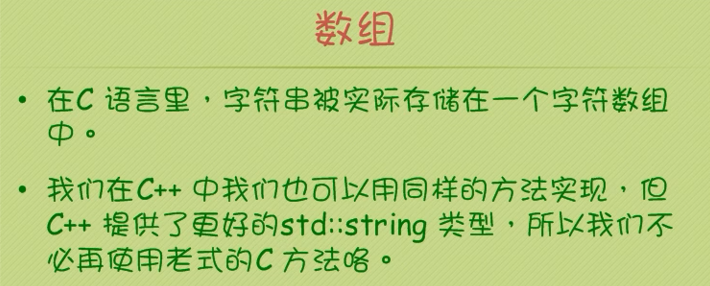 数组
• 在C 语言里，字符串被实际存储在一个字符数组
中。
• 我们在C++ 中我们也可以用同样的方法实现，但
C++ 提供了更好的std::string 类型，所以我们不
必再使用老式的C 方法咯。